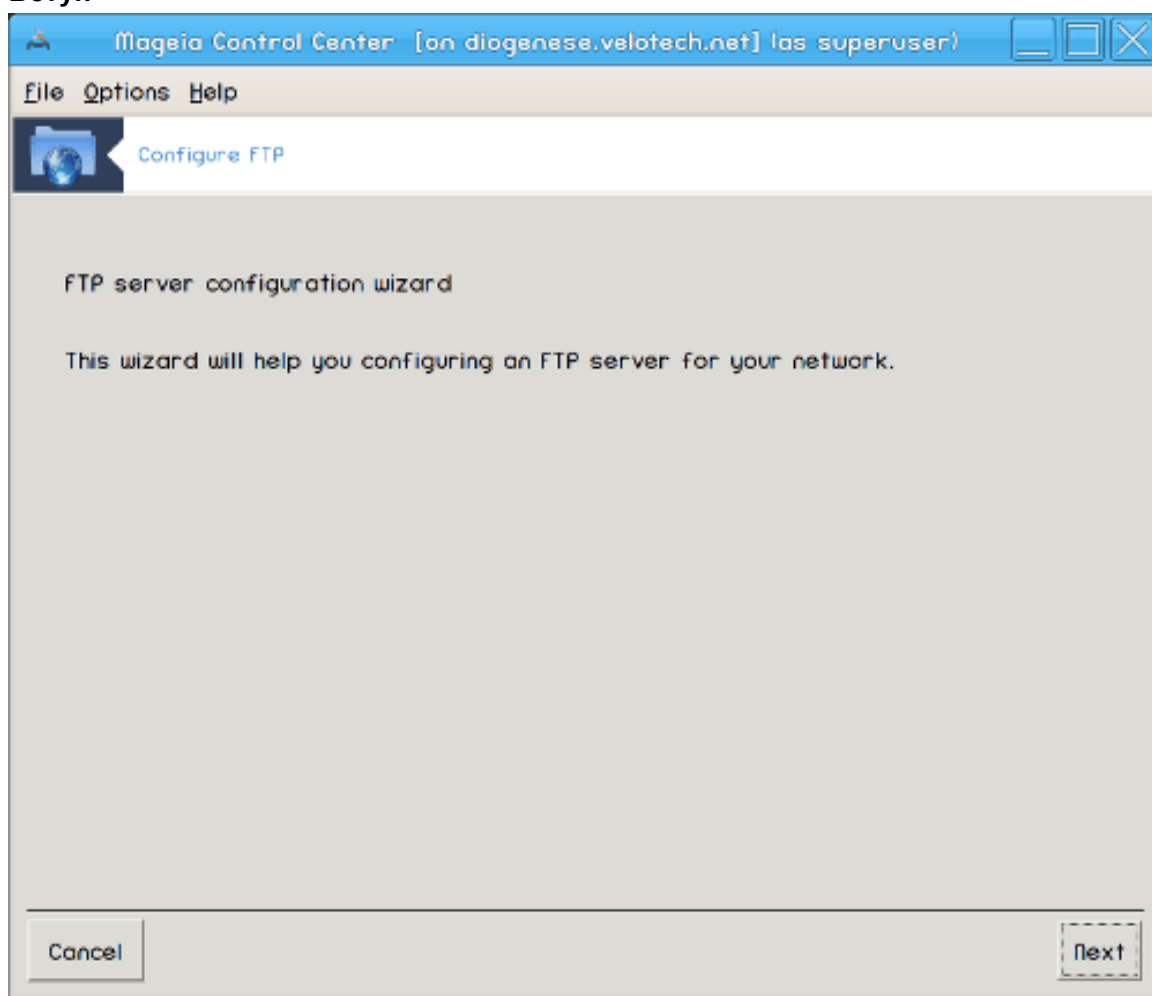 Mageia Control Center [on diogenese.velotech.net] (as superuser)
File Options Help
Configure FTP
FTP server configuration wizard
This wizard will help you configuring an FTP server for your network.
Cancel
Next